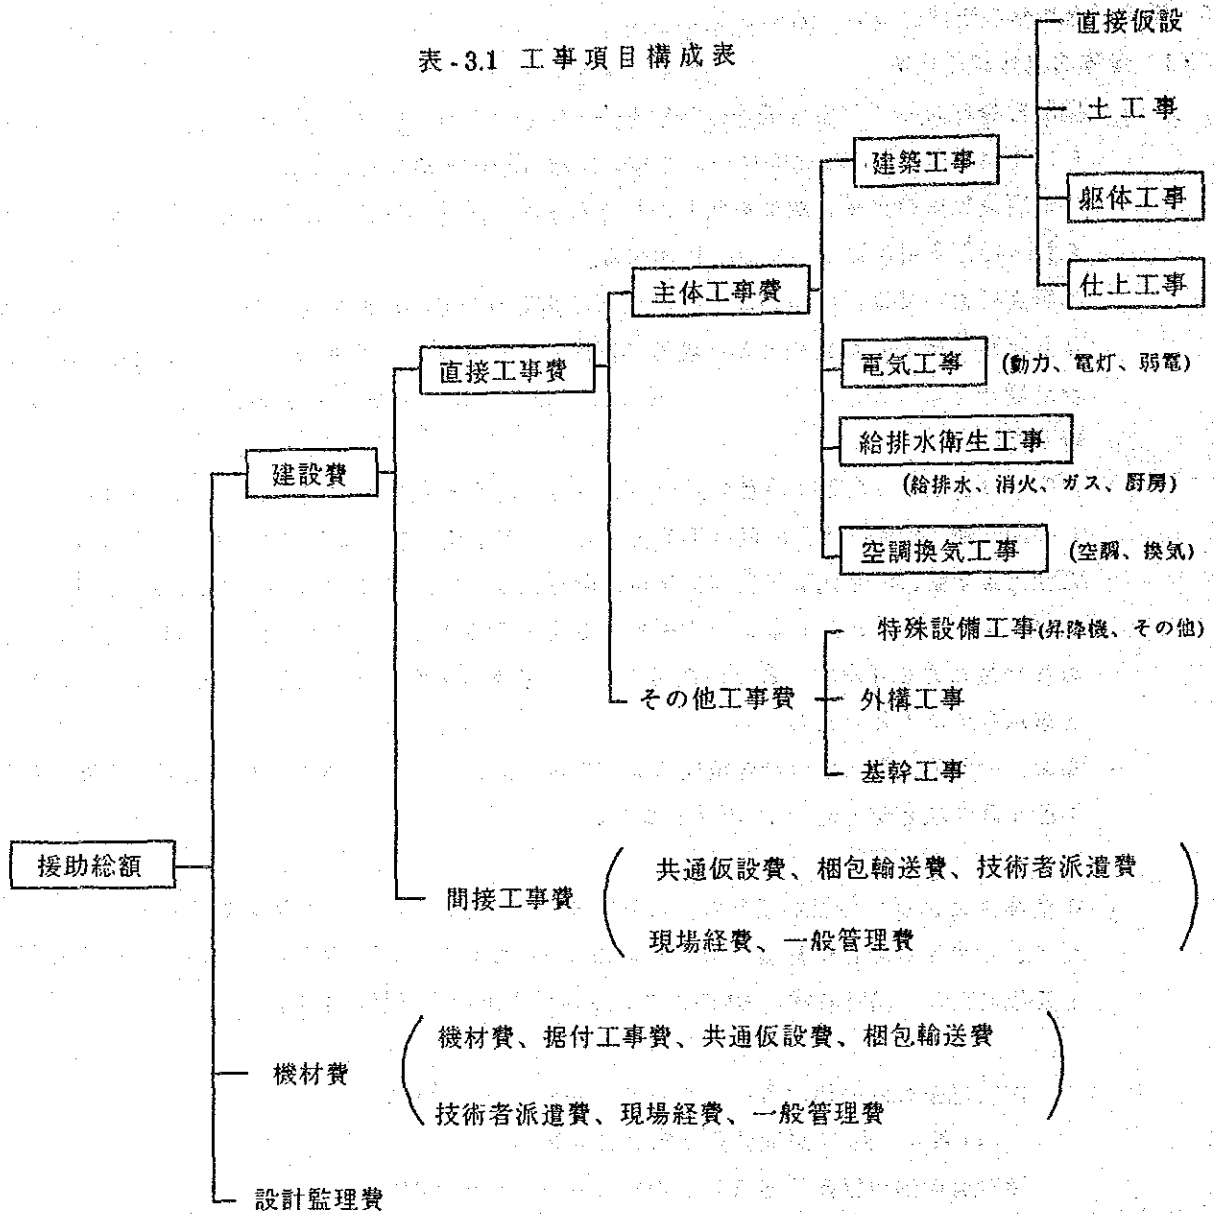 表-3.1 工事項目構成表
直接仮設
土工事
建築工事
躯体工事
仕上工事
主体工事費
電気工事 (動力、電灯、弱電)
直接工事費
給排水衛生工事
(給排水、消火、ガス、厨房)
建設費
空調換気工事 (空調、換気)
特殊設備工事(昇降機、その他)
その他工事費
外構工事
基幹工事
援助総額
間接工事費
共通仮設費、梱包輸送費、技術者派遣費
現場経費、一般管理費
機材費
機材費、据付工事費、共通仮設費、梱包輸送費
技術者派遣費、現場経費、一般管理費
設計監理費